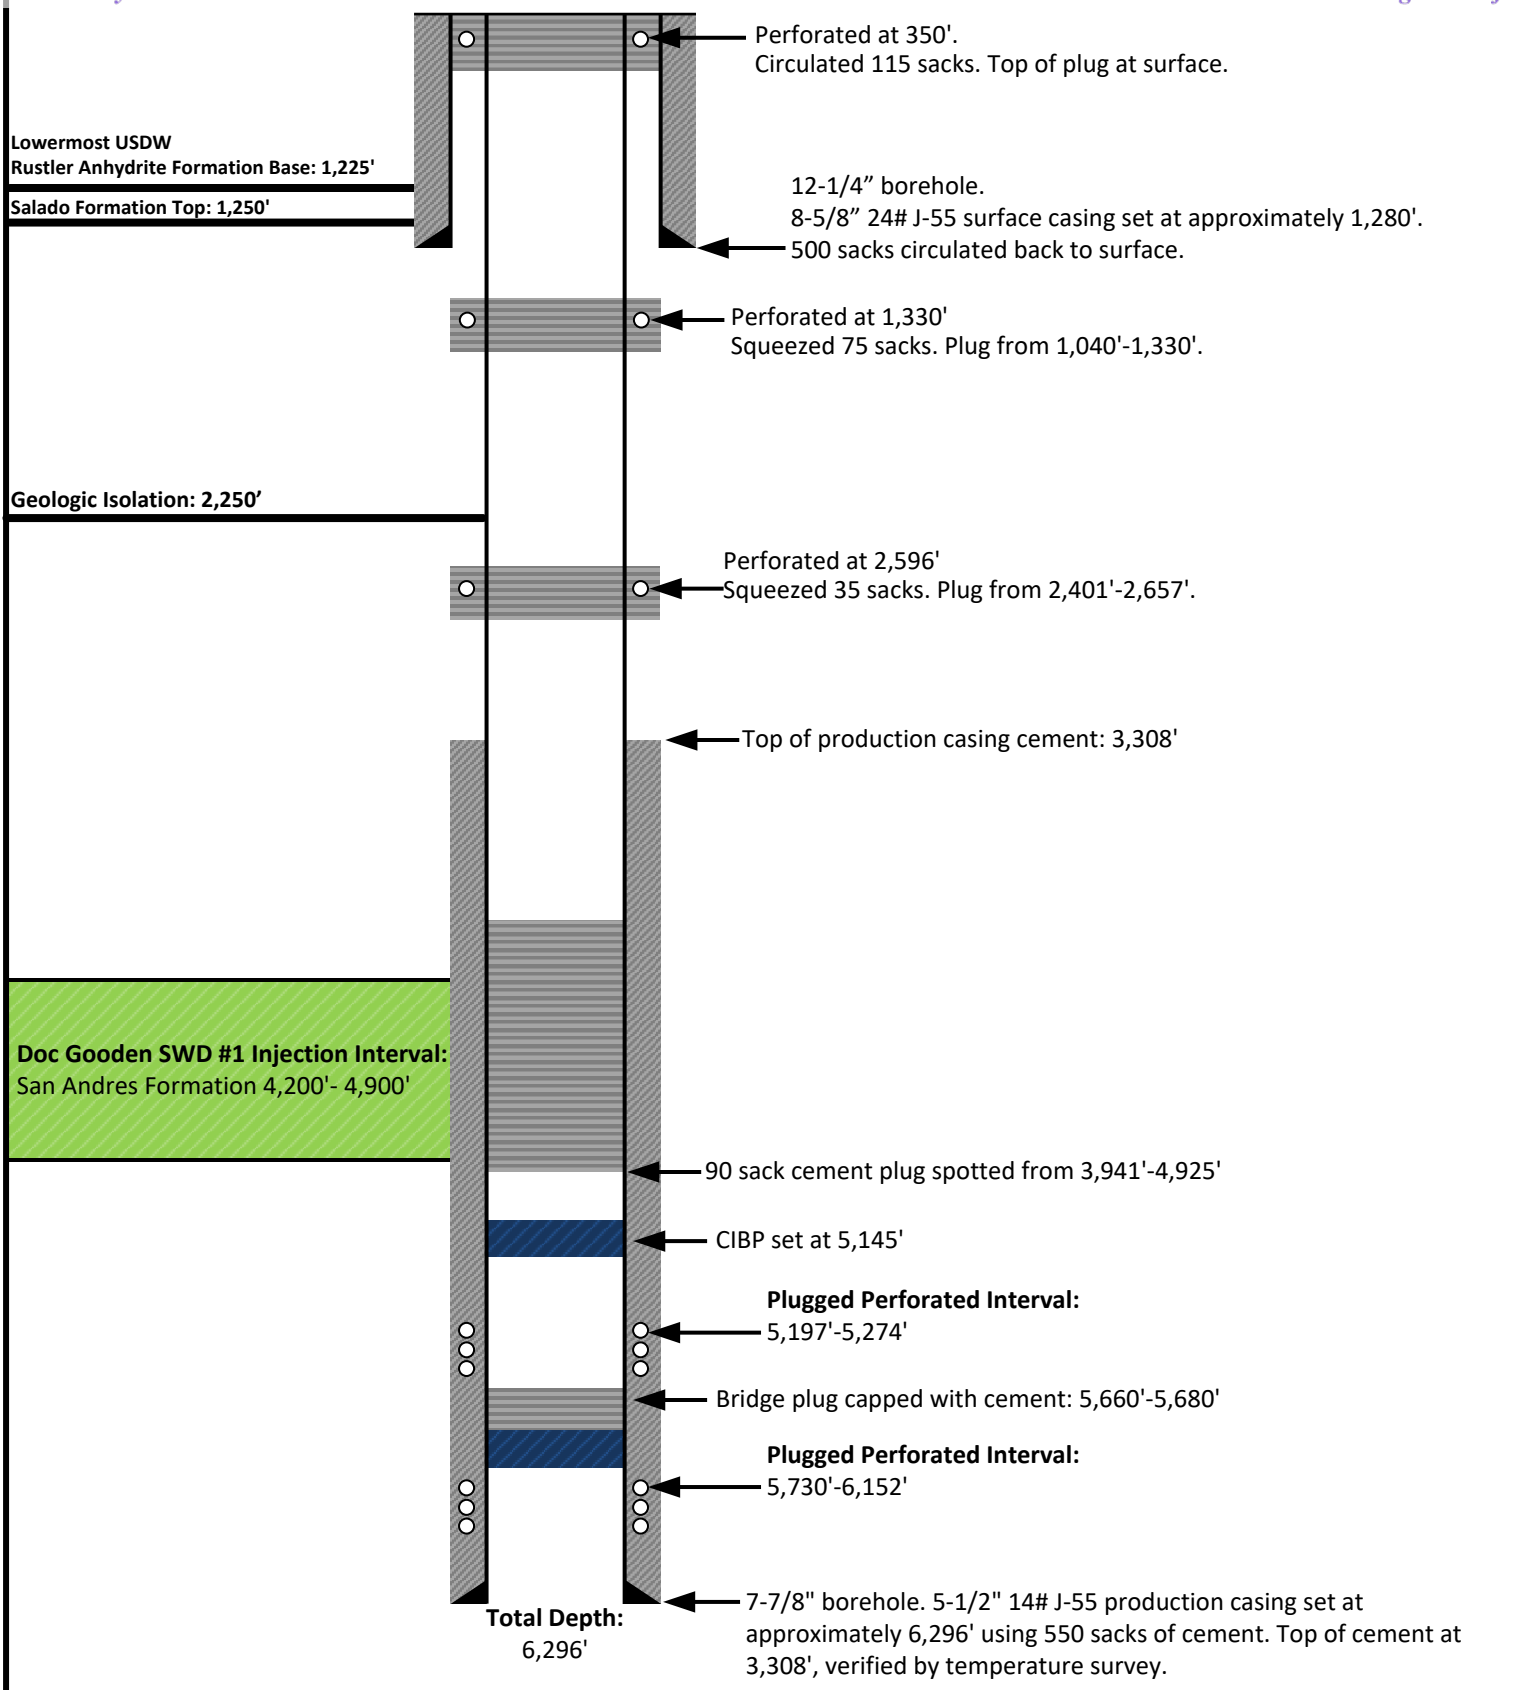 Perforated at 350'.
Circulated 115 sacks. Top of plug at surface.
Lowermost USDW
Rustler Anhydrite Formation Base: 1,225'
Salado Formation Top: 1,250'
12-1/4” borehole.
8-5/8” 24# J-55 surface casing set at approximately 1,280'.
500 sacks circulated back to surface.
Perforated at 1,330'
Squeezed 75 sacks. Plug from 1,040'-1,330'.
Geologic Isolation: 2,250’
Perforated at 2,596'
Squeezed 35 sacks. Plug from 2,401'-2,657'.
Top of production casing cement: 3,308'
Doc Gooden SWD #1 Injection Interval:
San Andres Formation 4,200'- 4,900'
90 sack cement plug spotted from 3,941'-4,925'
CIBP set at 5,145'
Plugged Perforated Interval:
5,197'-5,274'
Bridge plug capped with cement: 5,660'-5,680'
Plugged Perforated Interval:
5,730'-6,152'
Total Depth:
6,296'
7-7/8" borehole. 5-1/2" 14# J-55 production casing set at
approximately 6,296' using 550 sacks of cement. Top of cement at
3,308', verified by temperature survey.